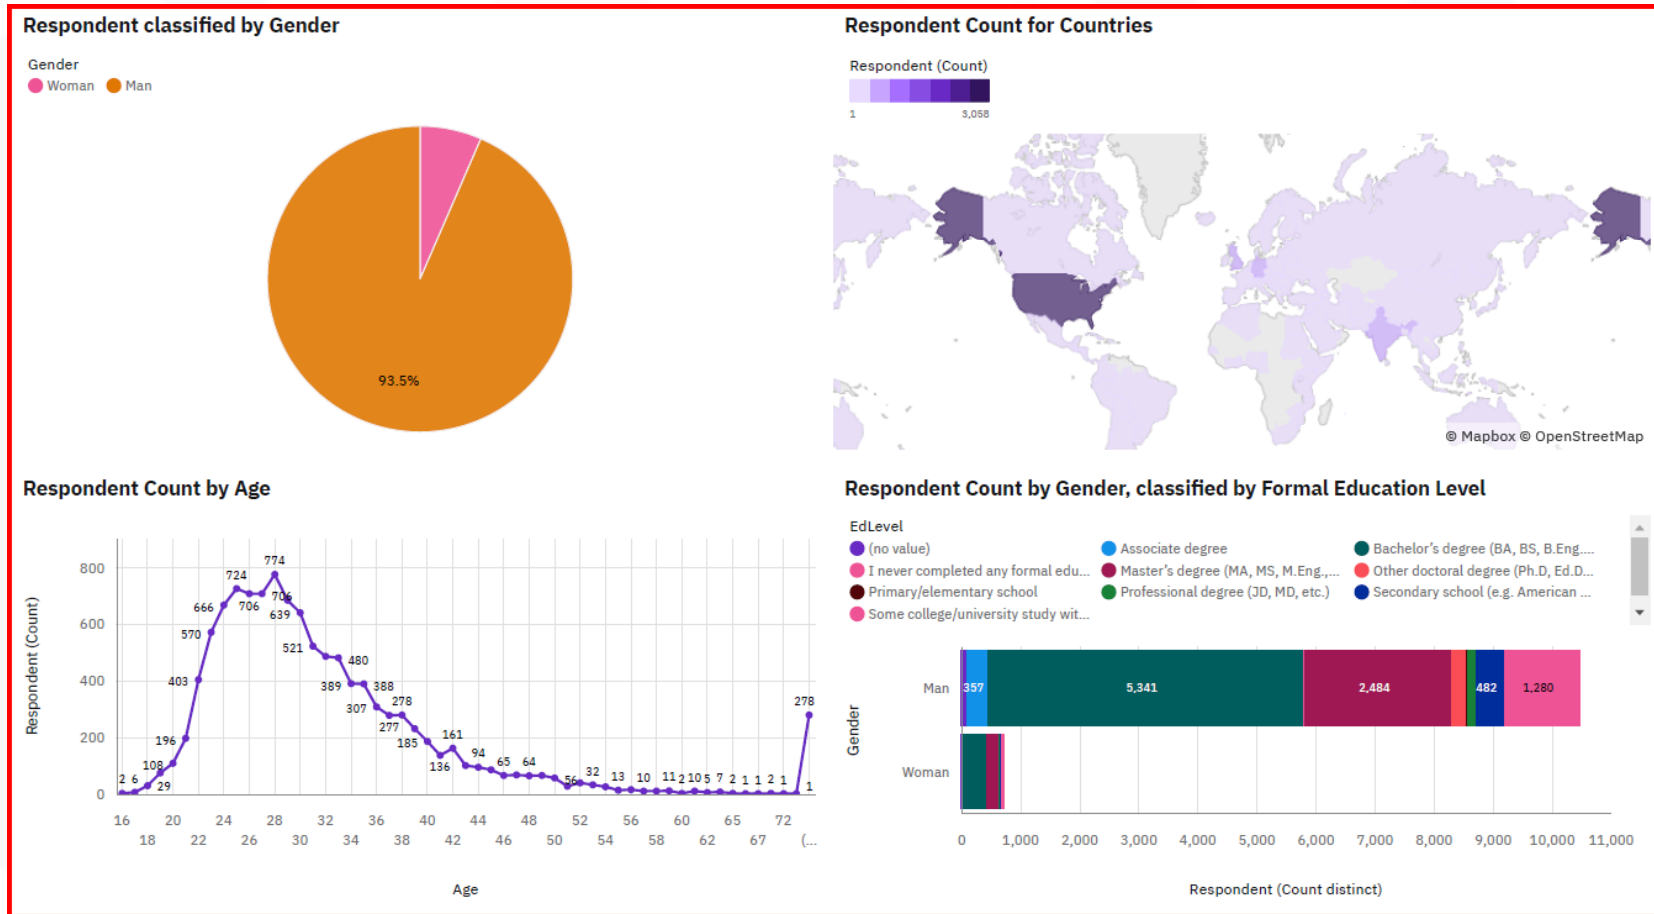 Respondent classified by Gender
Gender
Woman Man
93.5%
Respondent Count for Countries
Respondent (Count)
1 3,058
© Mapbox © OpenStreetMap
Respondent Count by Age
Respondent (Count)
800
600
400
200
0
2 6 29 108 196 403 570 666 724 706 774 706 639 521 480 389 388 307 277 278 185 136 161 94 65 64 56 32 13 10 11 2 10 5 7 2 1 1 2 1 278 1
16 20 24 28 32 36 40 44 48 52 56 60 65 72
18 22 26 30 34 38 42 46 50 54 58 62 67 (...
Age
Respondent Count by Gender, classified by Formal Education Level
EdLevel
(no value) Associate degree Bachelor’s degree (BA, BS, B.Eng....
I never completed any formal edu... Master’s degree (MA, MS, M.Eng.,... Other doctoral degree (Ph.D, Ed.D...
Primary/elementary school Professional degree (JD, MD, etc.) Secondary school (e.g. American ...
Some college/university study wit...
Gender
Man 357 5,341 2,484 482 1,280
Woman
0 1,000 2,000 3,000 4,000 5,000 6,000 7,000 8,000 9,000 10,000 11,000
Respondent (Count distinct)